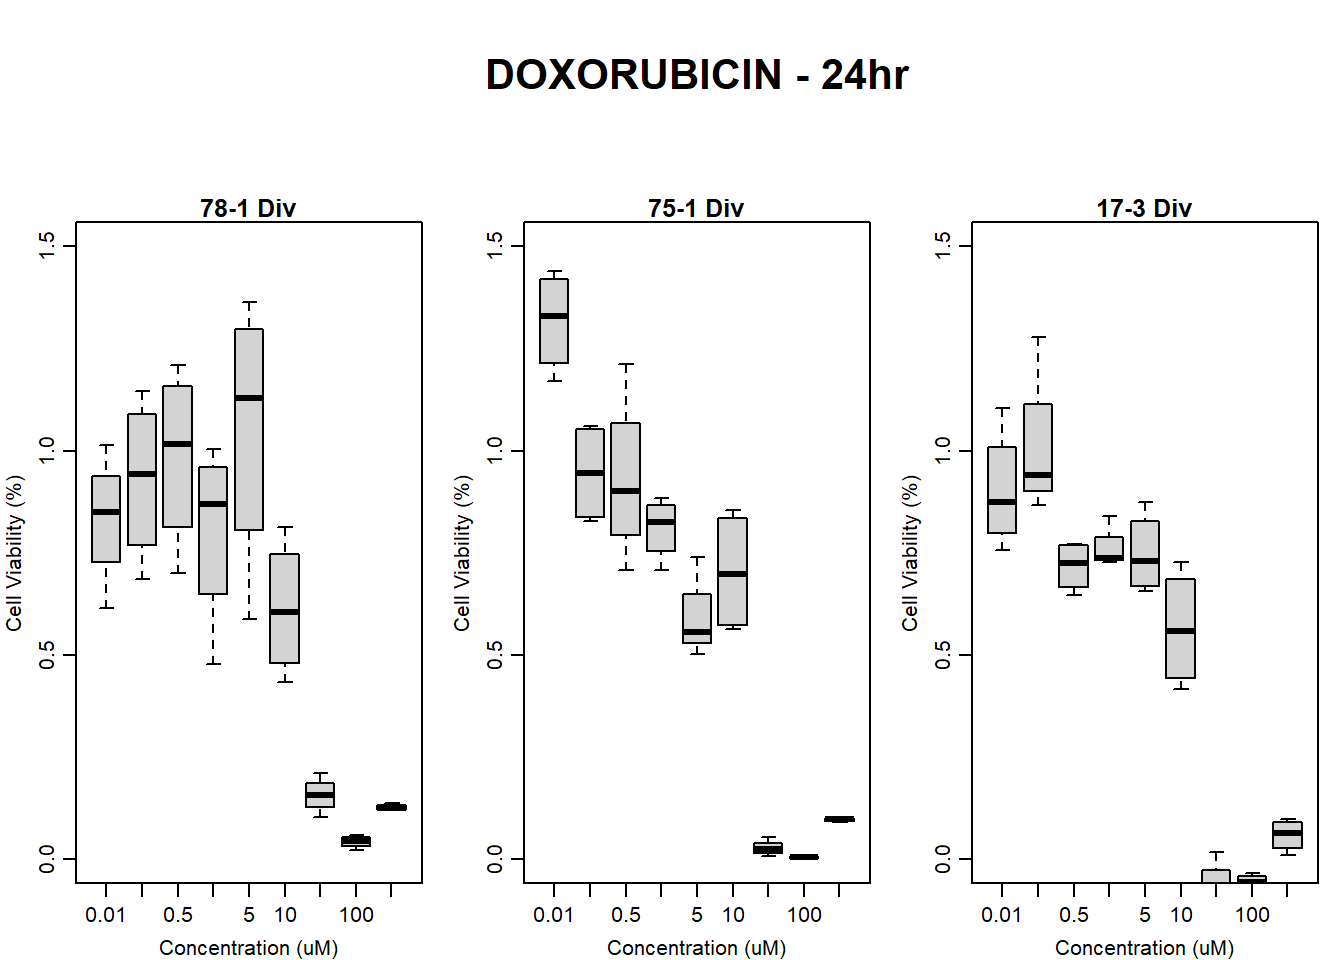 DOXORUBICIN - 24hr
78-1 Div
Cell Viability (%)
1.5
1.0
0.5
0.0
0.01 0.5 5 10 100
Concentration (uM)
75-1 Div
Cell Viability (%)
1.5
1.0
0.5
0.0
0.01 0.5 5 10 100
Concentration (uM)
17-3 Div
Cell Viability (%)
1.5
1.0
0.5
0.0
0.01 0.5 5 10 100
Concentration (uM)